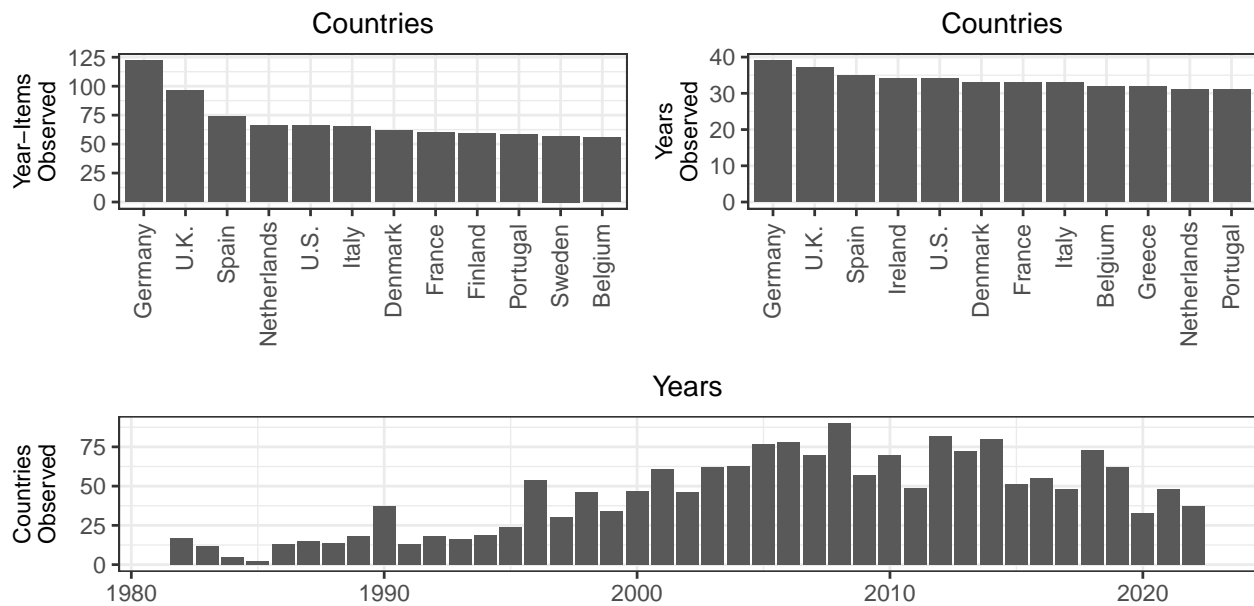 Countries
Year–Items
Observed
125
100
75
50
25
0
Germany
U.K.
Spain
Netherlands
U.S.
Italy
Denmark
France
Finland
Portugal
Sweden
Belgium
Countries
Years
Observed
40
30
20
10
0
Germany
U.K.
Spain
Ireland
U.S.
Denmark
France
Italy
Belgium
Greece
Netherlands
Portugal
Years
Countries
Observed
75
50
25
0
1980
1990
2000
2010
2020